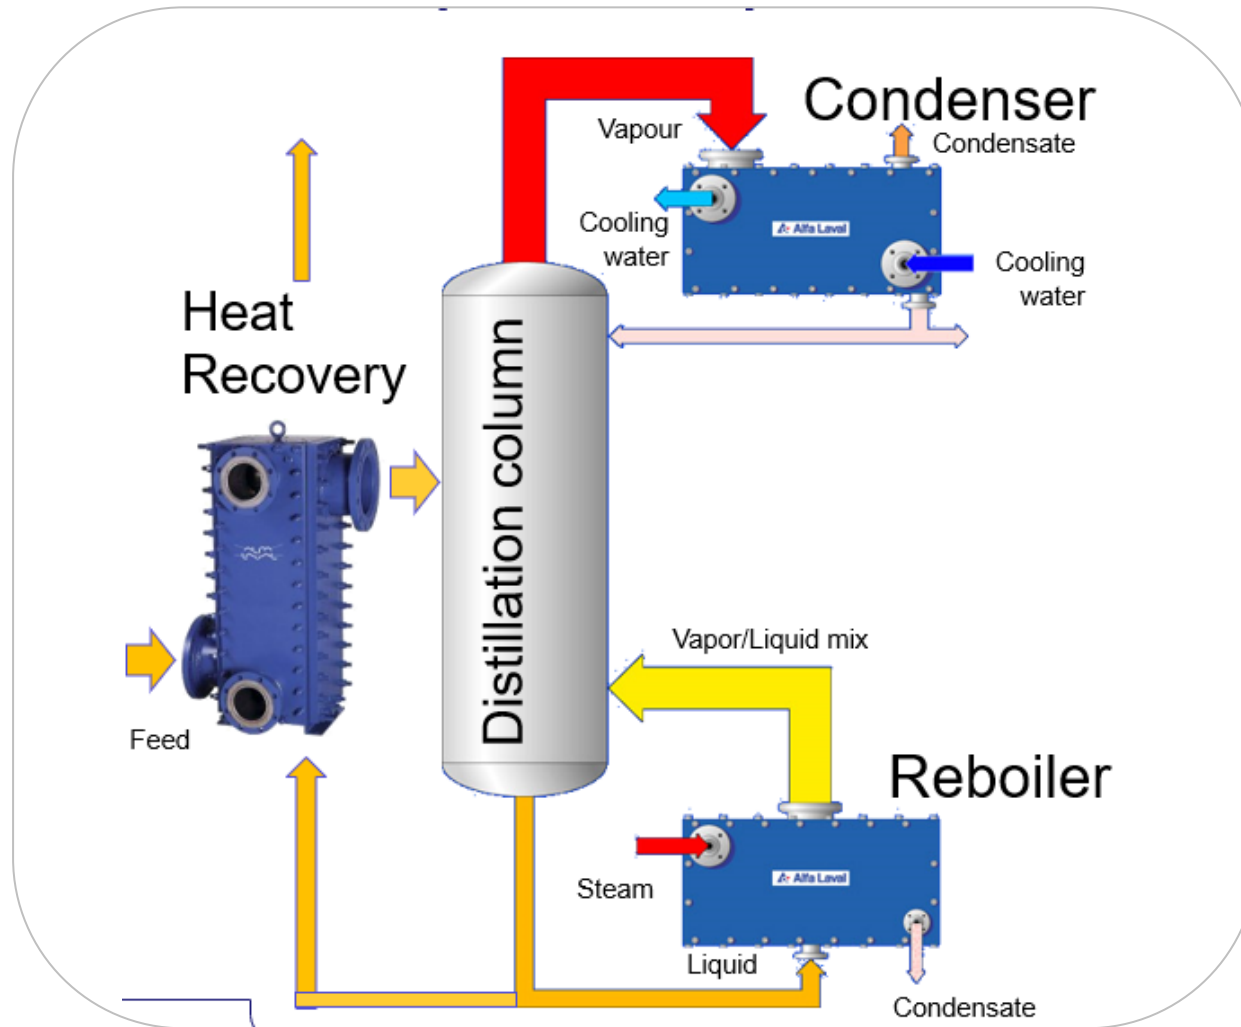 Condenser
Vapour
Condensate
Cooling
water
Alfa Laval
Cooling
water
Heat
Recovery
Distillation column
Vapor/Liquid mix
Feed
Reboiler
Alfa Laval
Steam
Liquid
Condensate